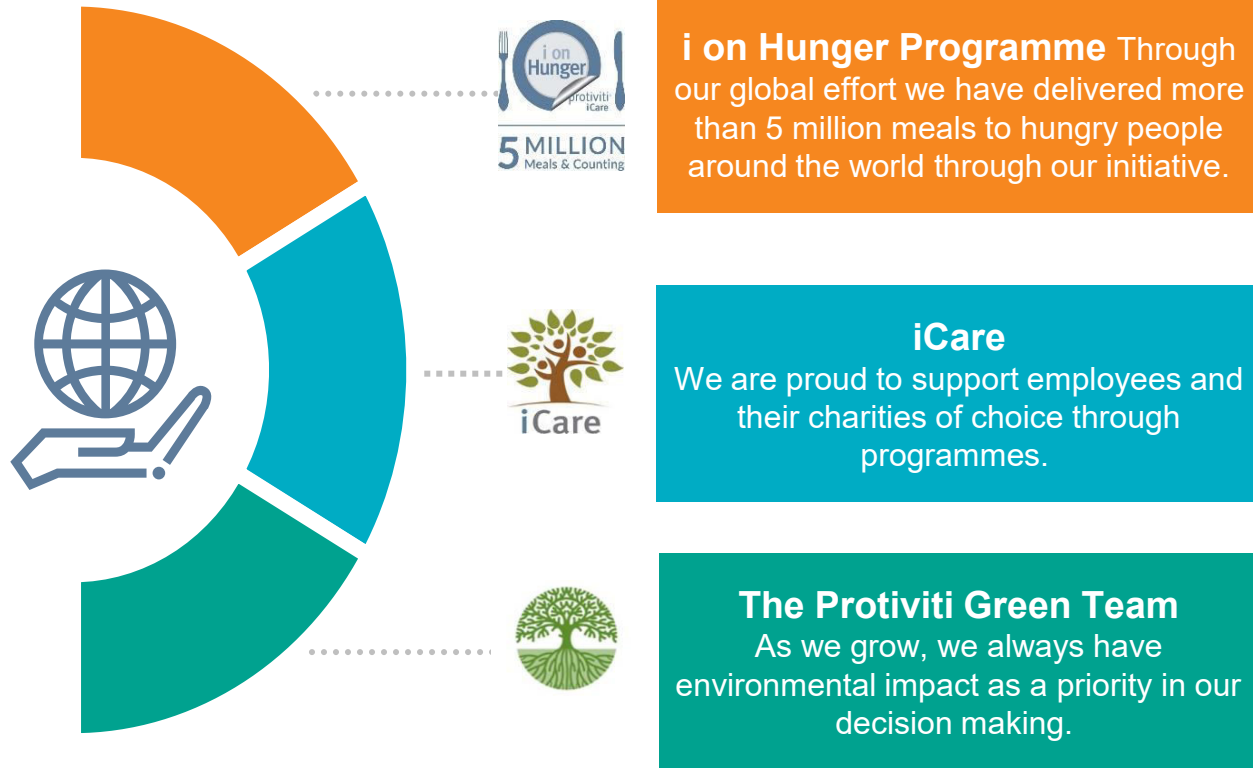 i on
Hunger
protiviti
iCare
5 MILLION
Meals & Counting
i on Hunger Programme Through
our global effort we have delivered more
than 5 million meals to hungry people
around the world through our initiative.
iCare
iCare
We are proud to support employees and
their charities of choice through
programmes.
The Protiviti Green Team
As we grow, we always have
environmental impact as a priority in our
decision making.